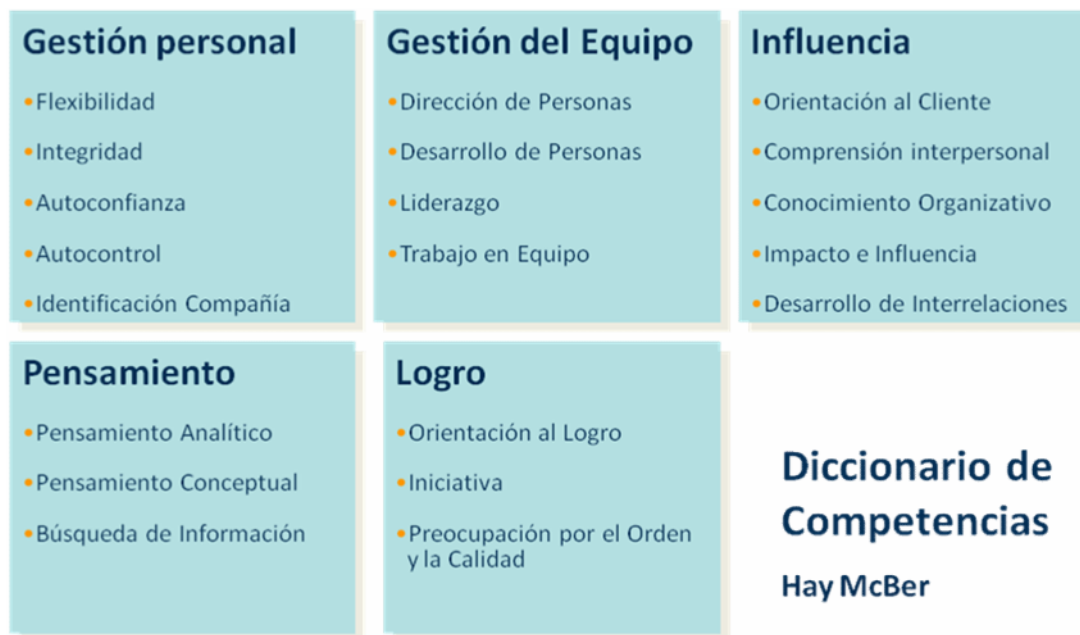 Gestión personal
•Flexibilidad
•Integridad
•Autoconfianza
•Autocontrol
•Identificación Compañía
Gestión del Equipo
•Dirección de Personas
•Desarrollo de Personas
•Liderazgo
•Trabajo en Equipo
Influencia
•Orientación al Cliente
•Comprensión interpersonal
•Conocimiento Organizativo
•Impacto e Influencia
•Desarrollo de Interrelaciones
Pensamiento
•Pensamiento Analítico
•Pensamiento Conceptual
•Búsqueda de Información
Logro
•Orientación al Logro
•Iniciativa
•Preocupación por el Orden
y la Calidad
Diccionario de
Competencias
Hay McBer